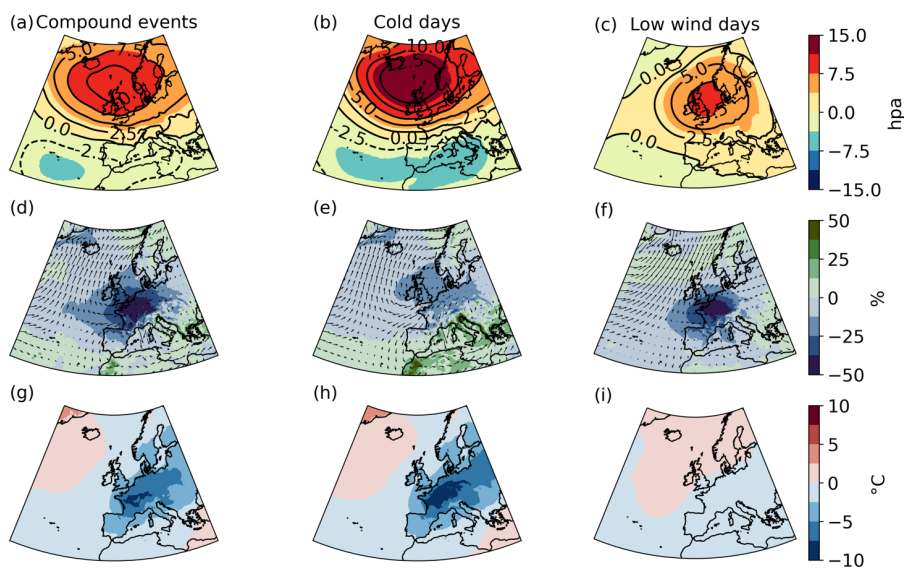 (a) Compound events
(b) Cold days
(c) Low wind days
5.0 7.5
0.0 2.5
-2.5
10.0
12.5
5.0
0.0
2.5
-2.5
0.0 5.0
0.0 2.5
15.0
7.5
0.0
−7.5
−15.0
hpa
(d)
(e)
(f)
50
25
0
−25
−50
%
(g)
(h)
(i)
10
5
0
−5
−10
°C